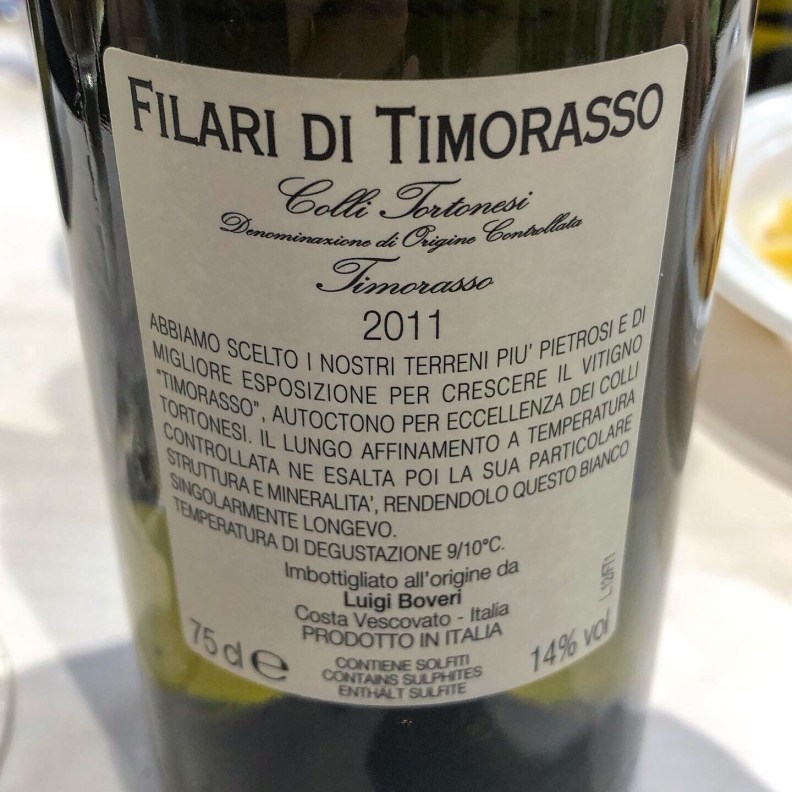 FILARI DI TIMORASSO
Colli Tortonesi
Denominazione di Origine Controllata
Timorasso
2011
ABBIAMO SCELTO I NOSTRI TERRENI PIU' PIETROSI E DI
MIGLIORE ESPOSIZIONE PER CRESCERE IL VITIGNO
"TIMORASSO", AUTOCTONO PER ECCELLENZA DEI COLLI
TORTONESI. IL LUNGO AFFINAMENTO A TEMPERATURA
CONTROLLATA NE ESALTA POI LA SUA PARTICOLARE
STRUTTURA E MINERALITA', RENDENDOLO QUESTO BIANCO
SINGOLARMENTE LONGEVO.
TEMPERATURA DI DEGUSTAZIONE 9/10°C.
Imbottigliato all'origine da
Luigi Boveri
Costa Vescovato - Italia
PRODOTTO IN ITALIA
75 cl e
14% vol
CONTIENE SOLFITI
CONTAINS SULPHITES
ENTHÄLT SULFITE